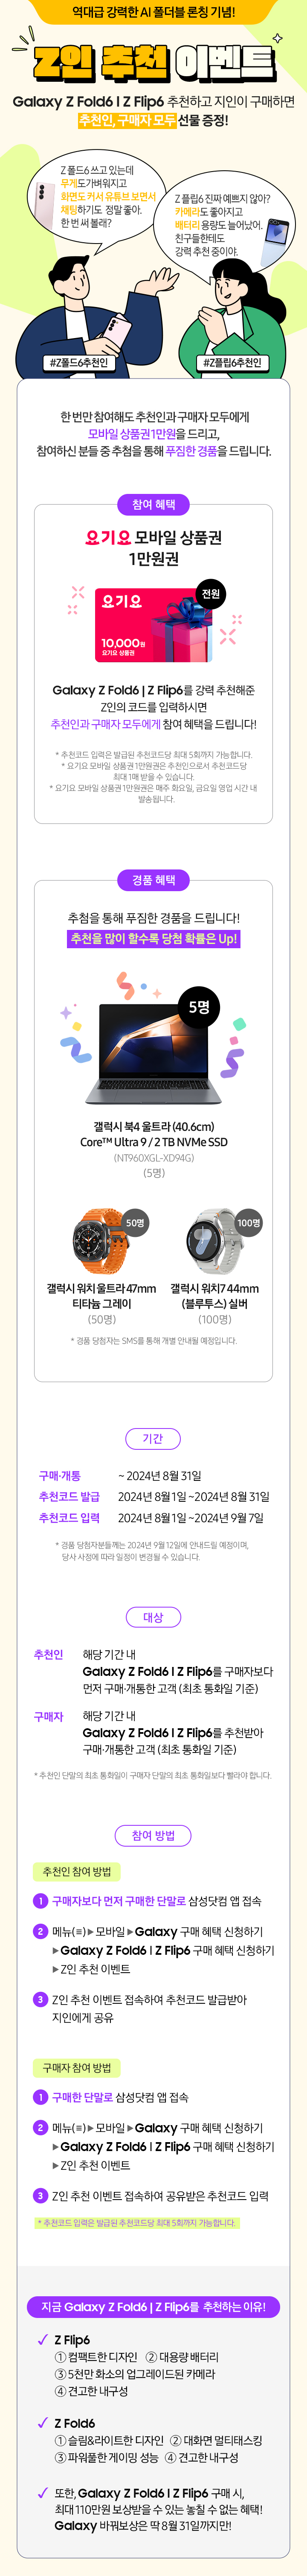 역대급 강력한 AI 폴더블 론칭 기념!
Z인 추천 이벤트
Galaxy Z Fold6 | Z Flip6 추천하고 지인이 구매하면
추천인, 구매자 모두 선물 증정!
Z 폴드6 쓰고 있는데
무게도가벼워지고
화면도 커서 유튜브 보면서
채팅하기도 정말 좋아.
한 번 써 볼래?
Z 플립6 진짜 예쁘지 않아?
카메라도 좋아지고
배터리 용량도 늘어났어.
친구들한테도
강력 추천 중이야.
#Z폴드6추천인
#Z플립6추천인
한 번만 참여해도 추천인과 구매자 모두에게
모바일 상품권 1만원을 드리고,
참여하신 분들 중 추첨을 통해 푸짐한 경품을 드립니다.
참여 혜택
요기요 모바일 상품권
1만원권
전원
요기요
10,000원
요기요 상품권
Galaxy Z Fold6 | Z Flip6를 강력 추천해준
Z인의 코드를 입력하시면
추천인과 구매자 모두에게 참여 혜택을 드립니다!
* 추천코드 입력은 발급된 추천코드당 최대 5회까지 가능합니다.
* 요기요 모바일 상품권 1만원권은 추천인으로서 추천코드당
최대 1매 받을 수 있습니다.
* 요기요 모바일 상품권 1만원권은 매주 화요일, 금요일 영업 시간 내
발송됩니다.
경품 혜택
추첨을 통해 푸짐한 경품을 드립니다!
추천을 많이 할수록 당첨 확률은 Up!
5명
갤럭시 북4 울트라 (40.6cm)
Core™ Ultra 9 / 2 TB NVMe SSD
(NT960XGL-XD94G)
(5명)
50명
100명
갤럭시 워치 울트라 47mm
티타늄 그레이
(50명)
갤럭시 워치7 44mm
(블루투스) 실버
(100명)
* 경품 당첨자는 SMS를 통해 개별 안내될 예정입니다.
기간
구매·개통 ~ 2024년 8월 31일
추천코드 발급 2024년 8월 1일 ~2024년 8월 31일
추천코드 입력 2024년 8월 1일 ~2024년 9월 7일
* 경품 당첨자분들께는 2024년 9월 12일에 안내드릴 예정이며,
당사 사정에 따라 일정이 변경될 수 있습니다.
대상
추천인 해당 기간 내
Galaxy Z Fold6 | Z Flip6를 구매자보다
먼저 구매·개통한 고객 (최초 통화일 기준)
구매자 해당 기간 내
Galaxy Z Fold6 | Z Flip6를 추천받아
구매·개통한 고객 (최초 통화일 기준)
* 추천인 단말의 최초 통화일이 구매자 단말의 최초 통화일보다 빨라야 합니다.
참여 방법
추천인 참여 방법
1 구매자보다 먼저 구매한 단말로 삼성닷컴 앱 접속
2 메뉴(≡)▶모바일 ▶Galaxy 구매 혜택 신청하기
▶Galaxy Z Fold6 | Z Flip6 구매 혜택 신청하기
▶Z인 추천 이벤트
3 Z인 추천 이벤트 접속하여 추천코드 발급받아
지인에게 공유
구매자 참여 방법
1 구매한 단말로 삼성닷컴 앱 접속
2 메뉴(≡)▶모바일 ▶Galaxy 구매 혜택 신청하기
▶Galaxy Z Fold6 | Z Flip6 구매 혜택 신청하기
▶Z인 추천 이벤트
3 Z인 추천 이벤트 접속하여 공유받은 추천코드 입력
* 추천코드 입력은 발급된 추천코드당 최대 5회까지 가능합니다.
지금 Galaxy Z Fold6 | Z Flip6를 추천하는 이유!
✓ Z Flip6
① 컴팩트한 디자인 ② 대용량 배터리
③ 5천만 화소의 업그레이드된 카메라
④ 견고한 내구성
✓ Z Fold6
① 슬림&라이트한 디자인 ② 대화면 멀티태스킹
③ 파워풀한 게이밍 성능 ④ 견고한 내구성
✓ 또한, Galaxy Z Fold6 | Z Flip6 구매 시,
최대 110만원 보상받을 수 있는 놓칠 수 없는 혜택!
Galaxy 바꿔보상은 딱 8월 31일까지만!